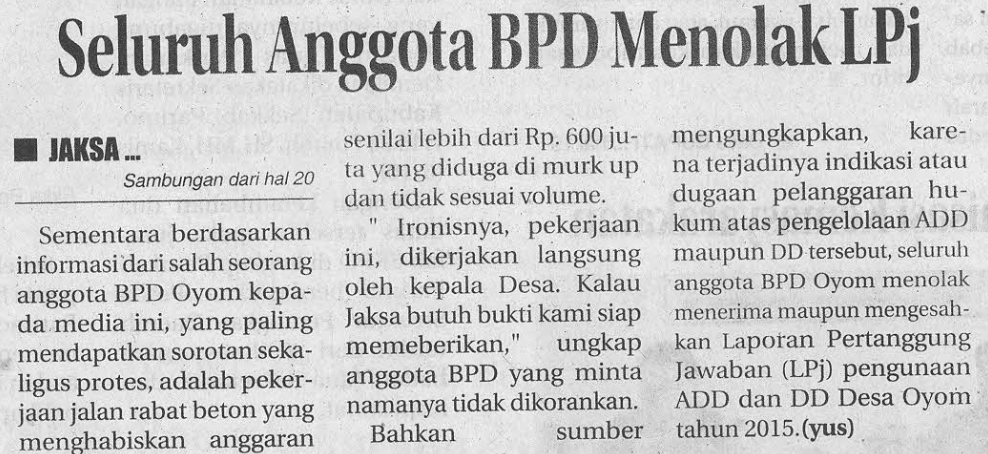 Seluruh Anggota BPD Menolak LPj
JAKSA ...
Sambungan dari hal 20
Sementara berdasarkan
informasi dari salah seorang
anggota BPD Oyom kepa-
da media ini, yang paling
mendapatkan sorotan seka-
ligus protes, adalah peker-
jaan jalan rabat beton yang
menghabiskan anggaran
senilai lebih dari Rp. 600 ju-
ta yang diduga di murk up
dan tidak sesuai volume.
" Ironisnya, pekerjaan
ini, dikerjakan langsung
oleh kepala Desa. Kalau
Jaksa butuh bukti kami siap
memeberikan," ungkap
anggota BPD yang minta
namanya tidak dikorankan.
Bahkan sumber
mengungkapkan, kare-
na terjadinya indikasi atau
dugaan pelanggaran hu-
kum atas pengelolaan ADD
maupun DD tersebut, seluruh
anggota BPD Oyom menolak
menerima maupun mengesah-
kan Laporan Pertanggung
Jawaban (LPj) pengunaan
ADD dan DD Desa Oyom
tahun 2015.(yus)